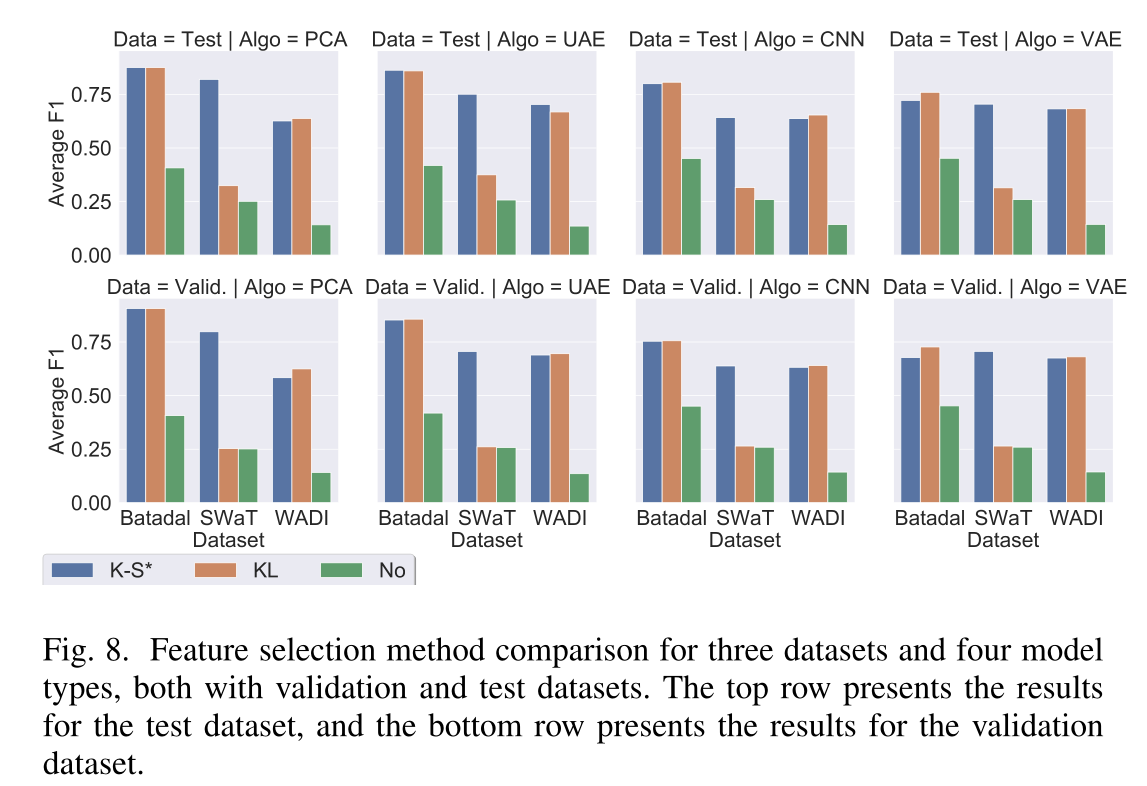 Data = Test | Algo = PCA Data = Test | Algo = UAE Data = Test | Algo = CNN Data = Test | Algo = VAE
Average F1
0.75
0.50
0.25
0.00
Data = Valid. | Algo = PCA Data = Valid. | Algo = UAE Data = Valid. | Algo = CNN Data = Valid. | Algo = VAE
Average F1
0.75
0.50
0.25
0.00
Batadal SWaT WADI Batadal SWaT WADI Batadal SWaT WADI Batadal SWaT WADI
Dataset Dataset Dataset Dataset
K-S* KL No
Fig. 8. Feature selection method comparison for three datasets and four model
types, both with validation and test datasets. The top row presents the results
for the test dataset, and the bottom row presents the results for the validation
dataset.